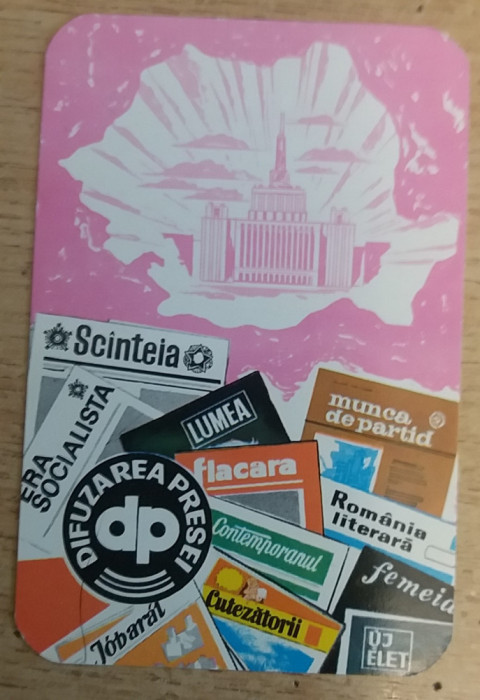 Scînteia
ERA
SOCIALISTA
LUMEA
flacara
munca
de partid
România
literară
Contemporanul
femeia
DIFUZAREA PRESEI
dp
Cutezătorii
Jóbarát
ÚJ
ÉLET